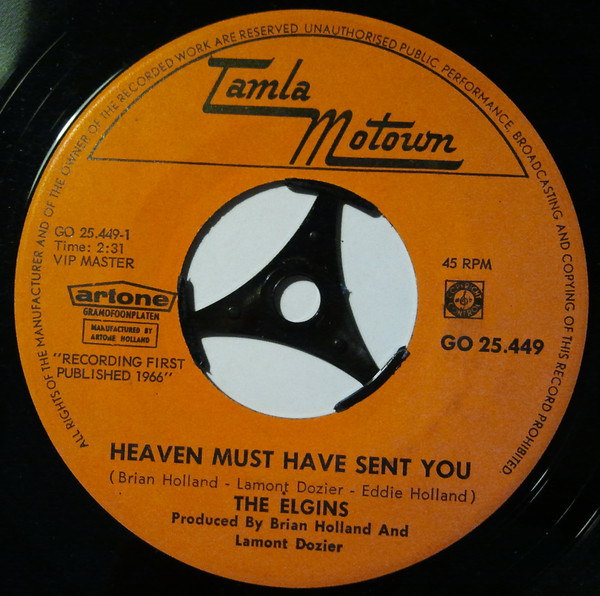 ALL RIGHTS OF THE MANUFACTURER AND OF THE OWNER OF THE RECORDED WORK ARE RESERVED UNAUTHORISED PUBLIC PERFORMANCE, BROADCASTING AND COPYING OF THIS RECORD PROHIBITED.
Tamla
Motown
GO 25.449-1
Time: 2:31
VIP MASTER
45 RPM
artone
GRAMOFOONPLATEN
MANUFACTURED BY
ARTONE HOLLAND
GO 25.449
"RECORDING FIRST
PUBLISHED 1966"
HEAVEN MUST HAVE SENT YOU
(Brian Holland - Lamont Dozier - Eddie Holland)
THE ELGINS
Produced By Brian Holland And
Lamont Dozier